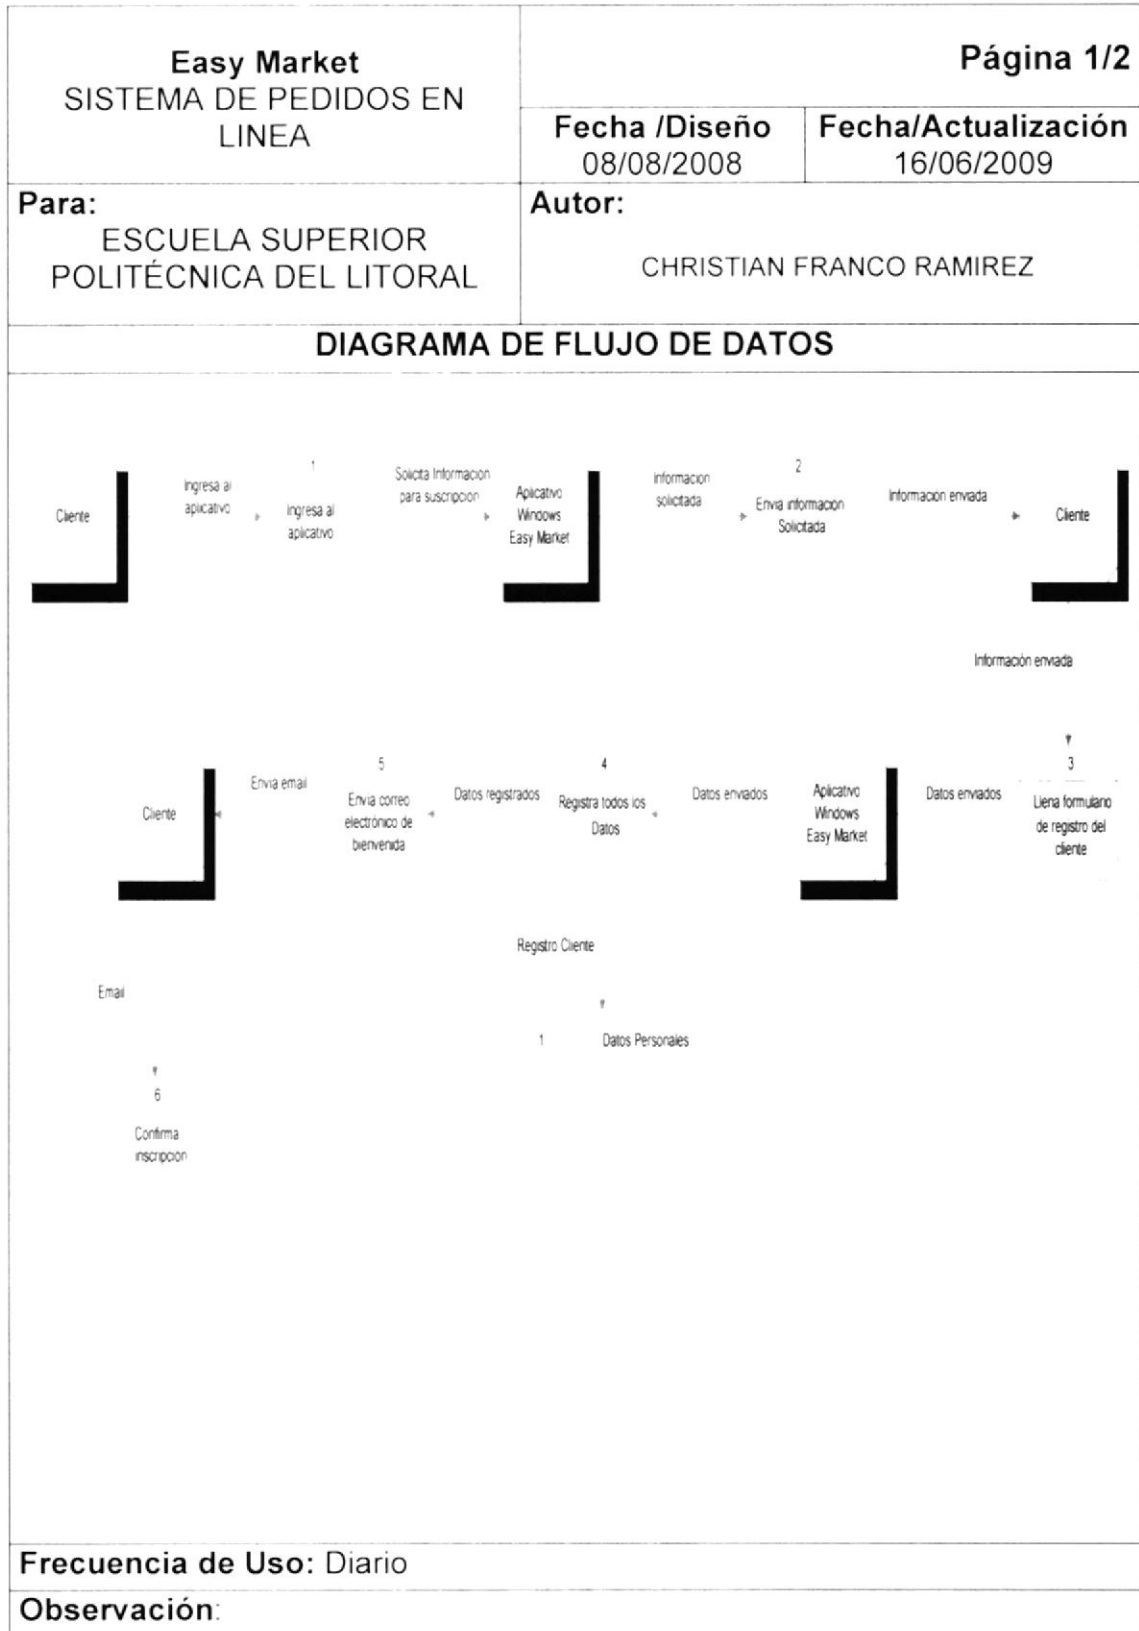 Easy Market
SISTEMA DE PEDIDOS EN
LINEA
Página 1/2
Fecha /Diseño
08/08/2008
Fecha/Actualización
16/06/2009
Para:
ESCUELA SUPERIOR
POLITÉCNICA DEL LITORAL
Autor:
CHRISTIAN FRANCO RAMIREZ
DIAGRAMA DE FLUJO DE DATOS
Cliente
Ingresa al
aplicativo
1
Ingresa al
aplicativo
Solicita Informacion
para suscripcion
Aplicativo
Windows
Easy Market
Informacion
solicitada
2
Envia informacion
Solicitada
Informacion enviada
Cliente
Información enviada
3
Llena formulario
de registro del
cliente
Datos enviados
Aplicativo
Windows
Easy Market
Datos enviados
4
Registra todos los
Datos
Datos registrados
5
Envia correo
electrónico de
bienvenida
Envia email
Cliente
Registro Cliente
1 Datos Personales
Email
6
Confirma
inscripcion
Frecuencia de Uso: Diario
Observación: